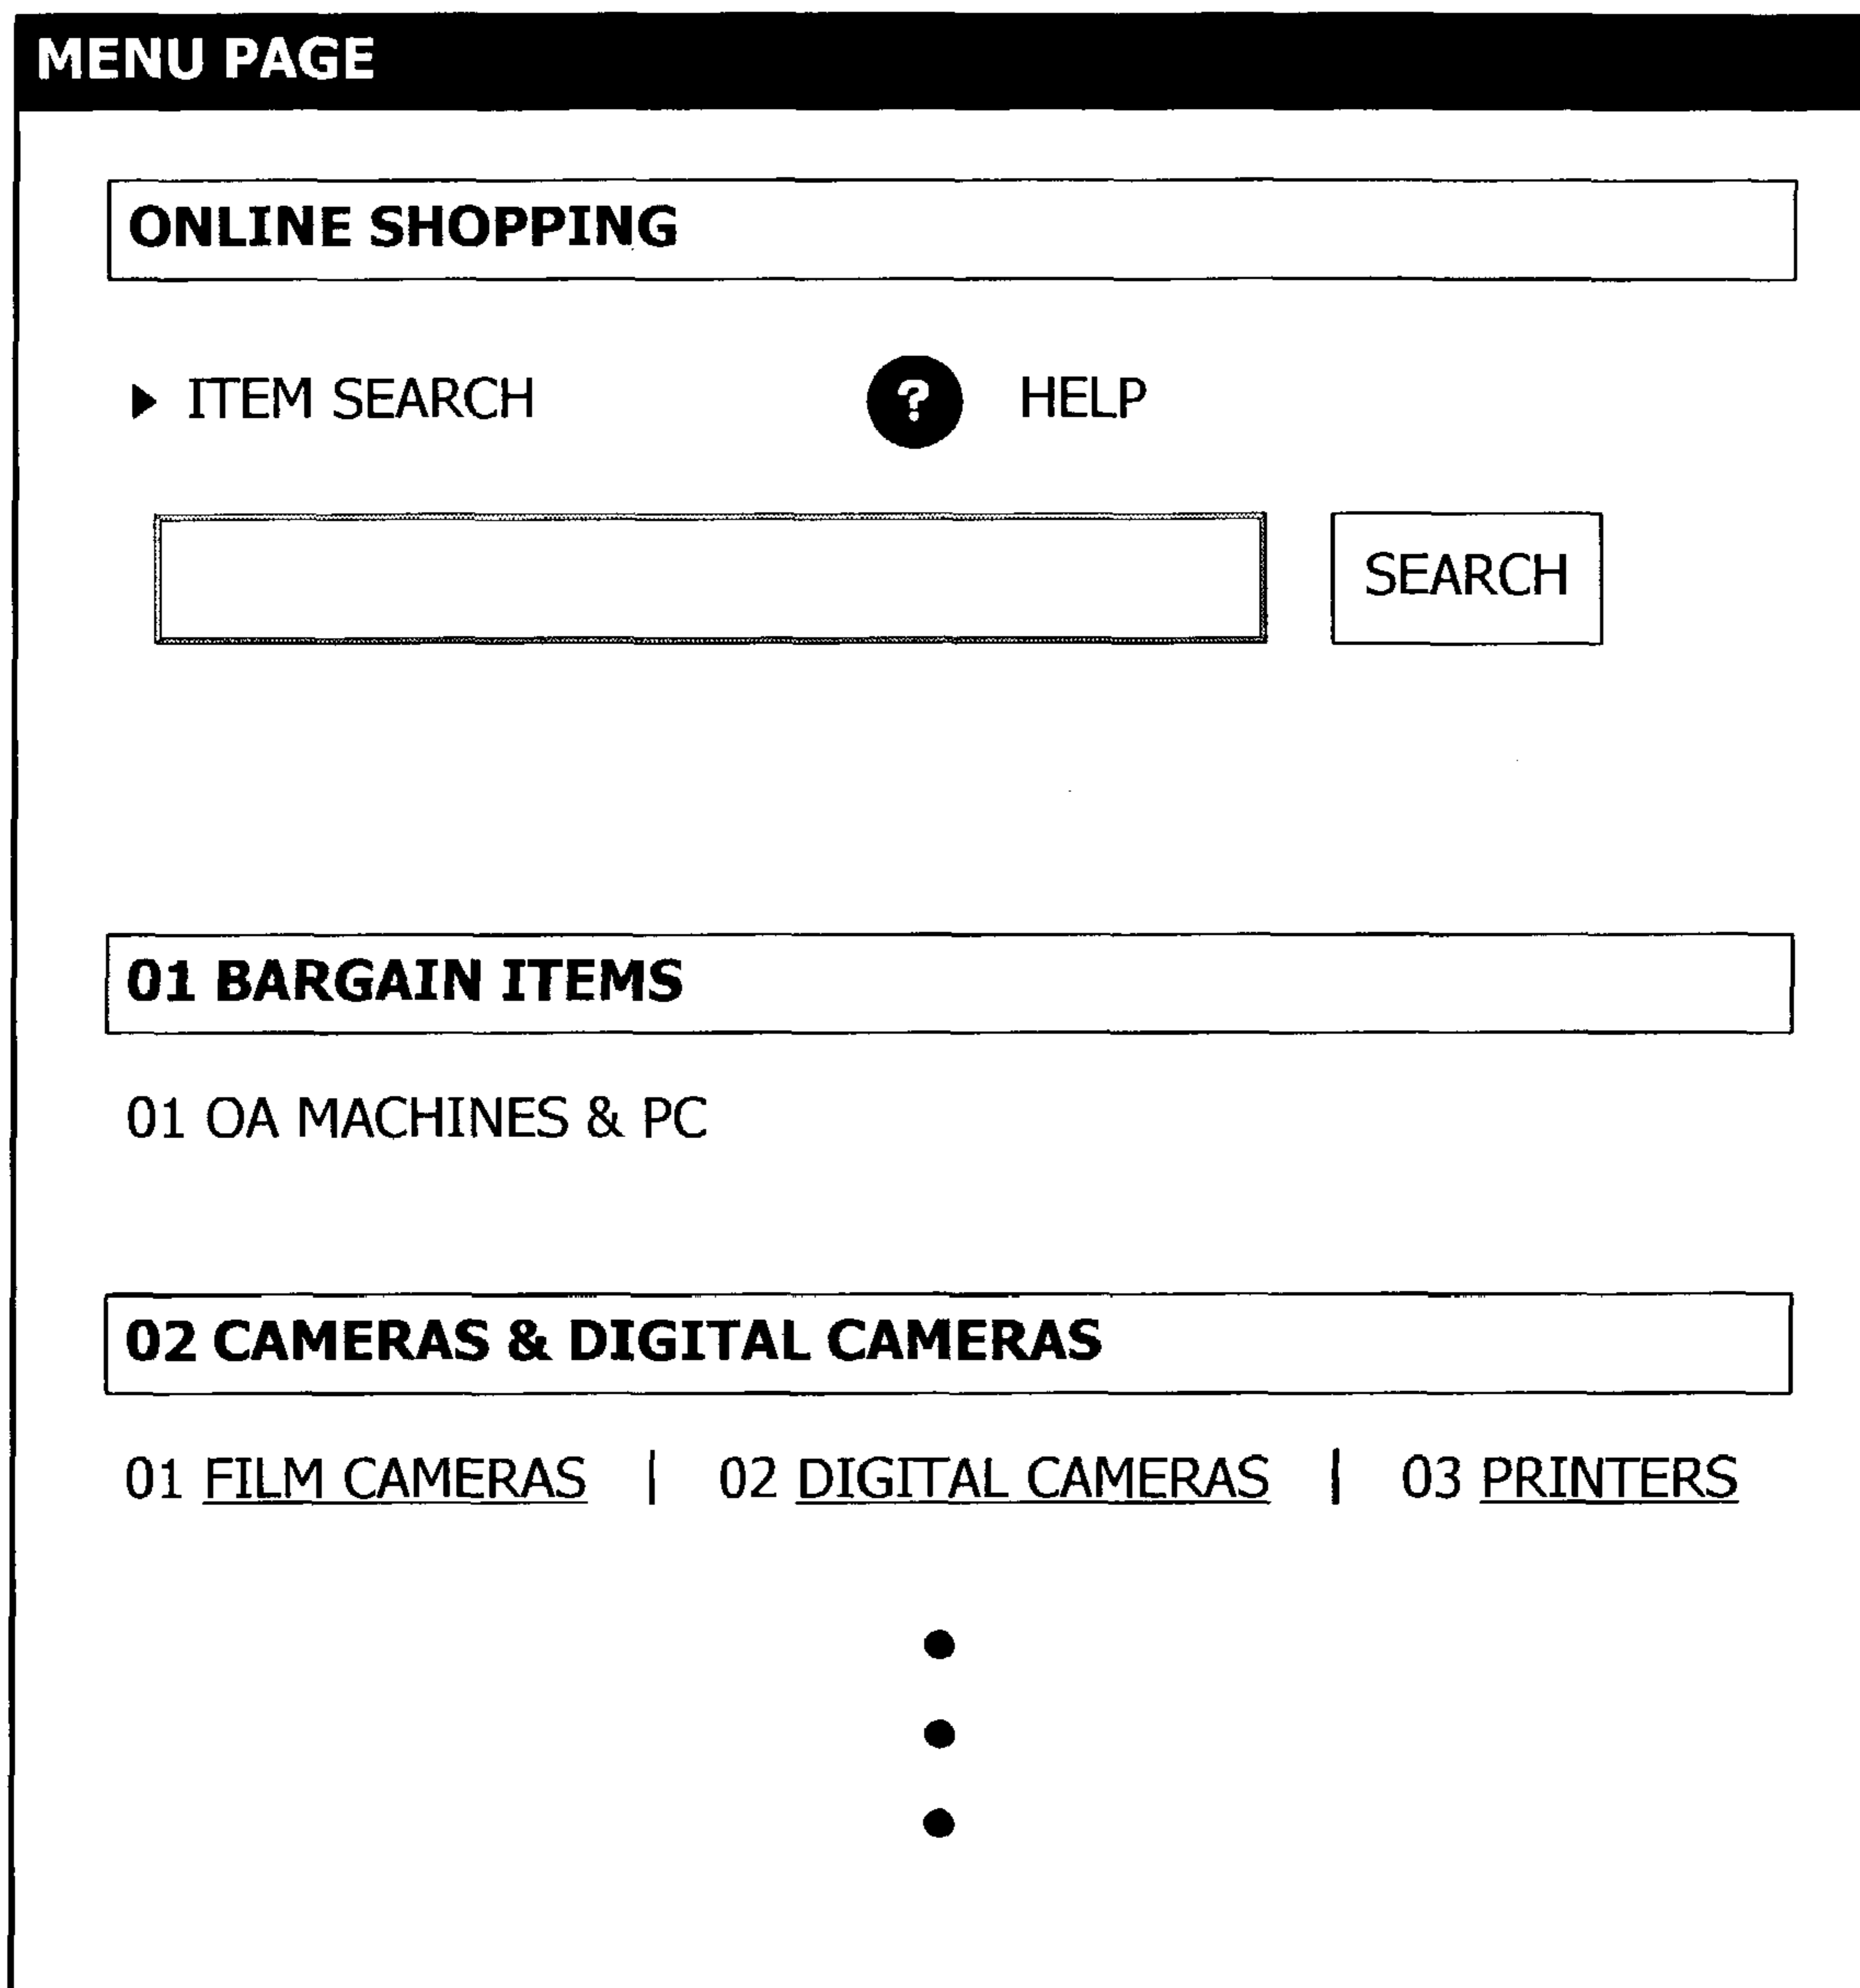 MENU PAGE
ONLINE SHOPPING
▶ ITEM SEARCH ? HELP
SEARCH
01 BARGAIN ITEMS
01 OA MACHINES & PC
02 CAMERAS & DIGITAL CAMERAS
01 FILM CAMERAS | 02 DIGITAL CAMERAS | 03 PRINTERS